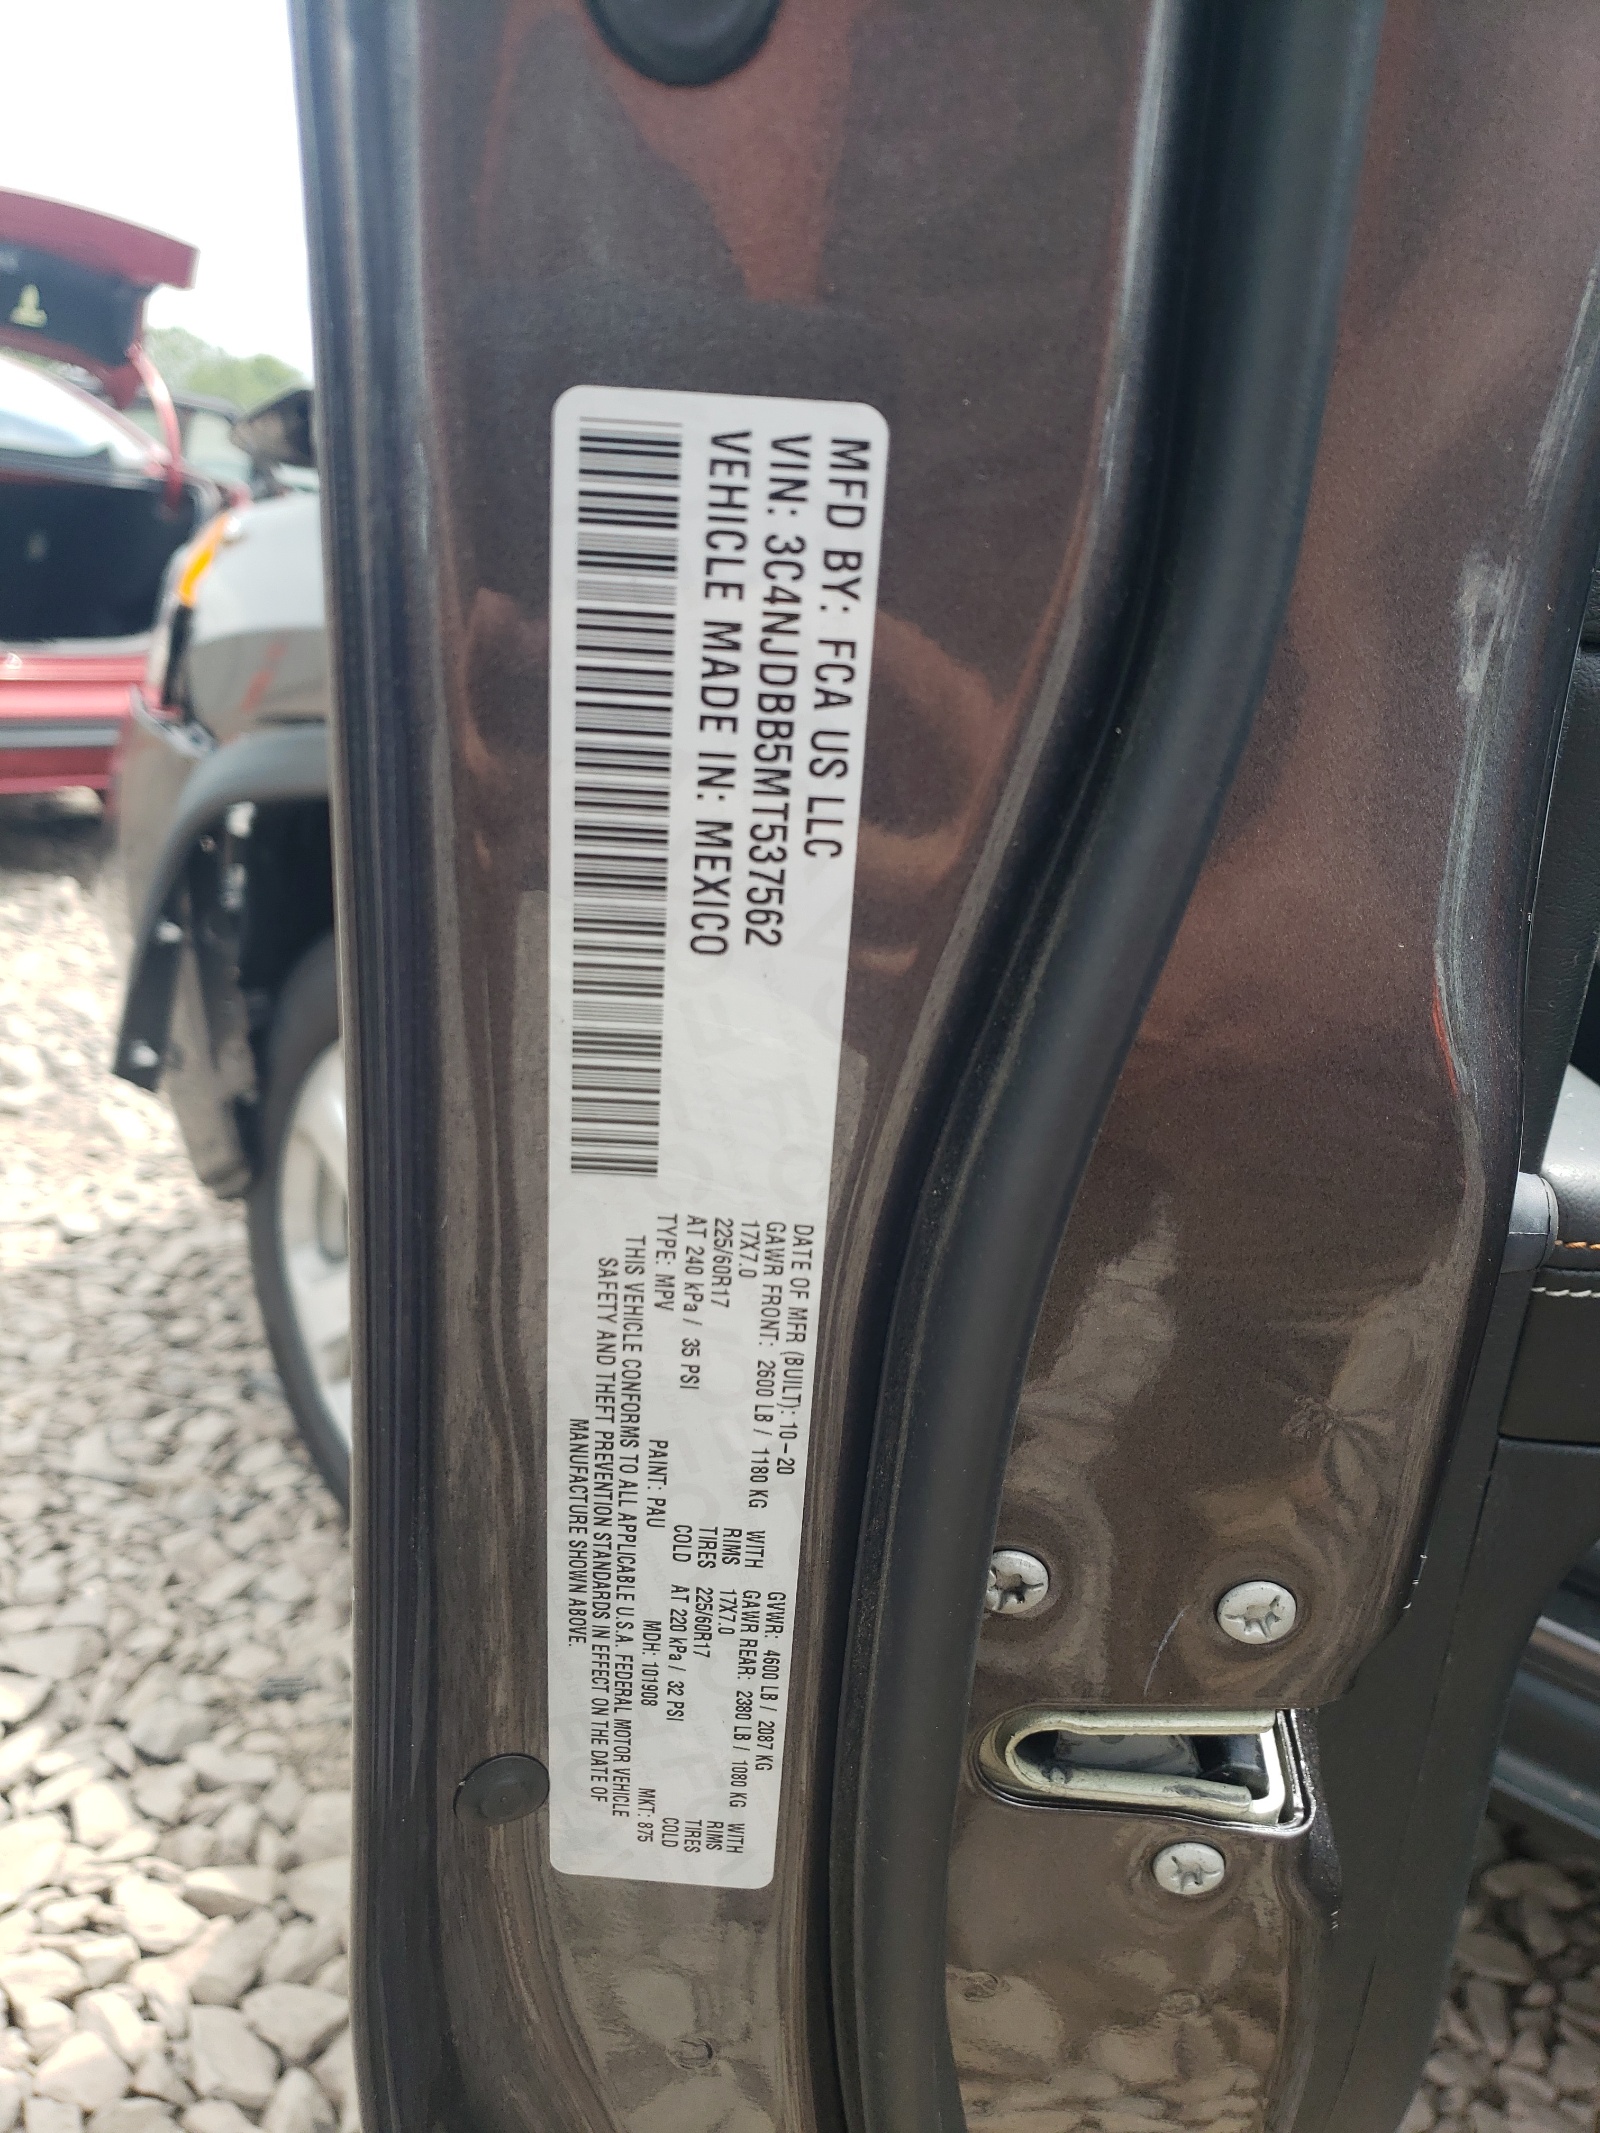 MFD BY: FCA US LLC
VIN: 3C4NJDBB5MT537562
VEHICLE MADE IN: MEXICO
DATE OF MFR (BUILT): 10-20 GVWR: 4600 LB / 2087 KG
GAWR FRONT: 2600 LB / 1180 KG WITH GAWR REAR: 2380 LB / 1080 KG WITH
17X7.0 RIMS 17X7.0 RIMS
225/60R17 TIRES 225/60R17 TIRES
AT 240 kPa / 35 PSI COLD AT 220 kPa / 32 PSI COLD
TYPE: MPV PAINT: PAU MDH: 101908 MKT: 875
THIS VEHICLE CONFORMS TO ALL APPLICABLE U.S.A. FEDERAL MOTOR VEHICLE
SAFETY AND THEFT PREVENTION STANDARDS IN EFFECT ON THE DATE OF
MANUFACTURE SHOWN ABOVE.